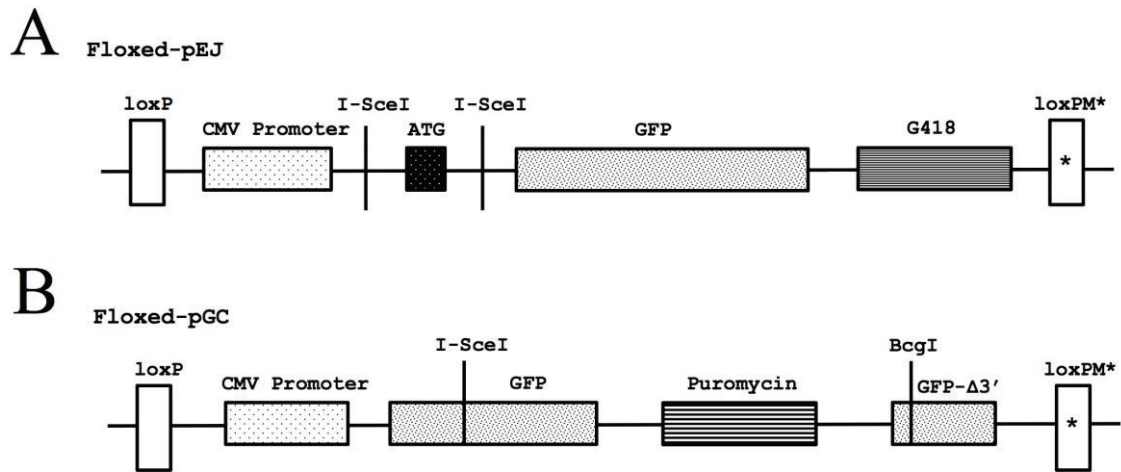 A
Floxed-pEJ
loxP I-SceI I-SceI loxPM*
CMV Promoter ATG GFP G418
*
B
Floxed-pGC
I-SceI BcgI
loxP CMV Promoter GFP Puromycin GFP-Δ3′ loxPM*
*